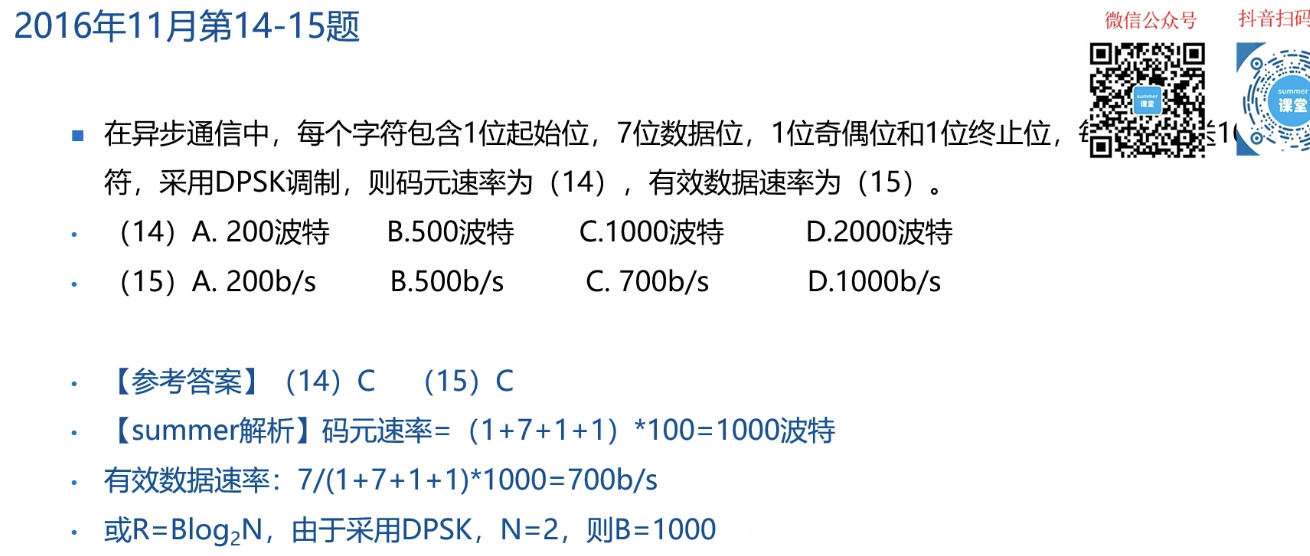 2016年11月第14-15题
微信公众号
抖音扫码
summer
课堂
summer
课堂
在异步通信中，每个字符包含1位起始位，7位数据位，1位奇偶位和1位终止位，
符，采用DPSK调制，则码元速率为（14），有效数据速率为（15）。
（14）A. 200波特 B.500波特 C.1000波特 D.2000波特
（15）A. 200b/s B.500b/s C. 700b/s D.1000b/s
【参考答案】（14）C （15）C
【summer解析】码元速率=（1+7+1+1）*100=1000波特
有效数据速率：7/(1+7+1+1)*1000=700b/s
或R=Blog₂N，由于采用DPSK，N=2，则B=1000